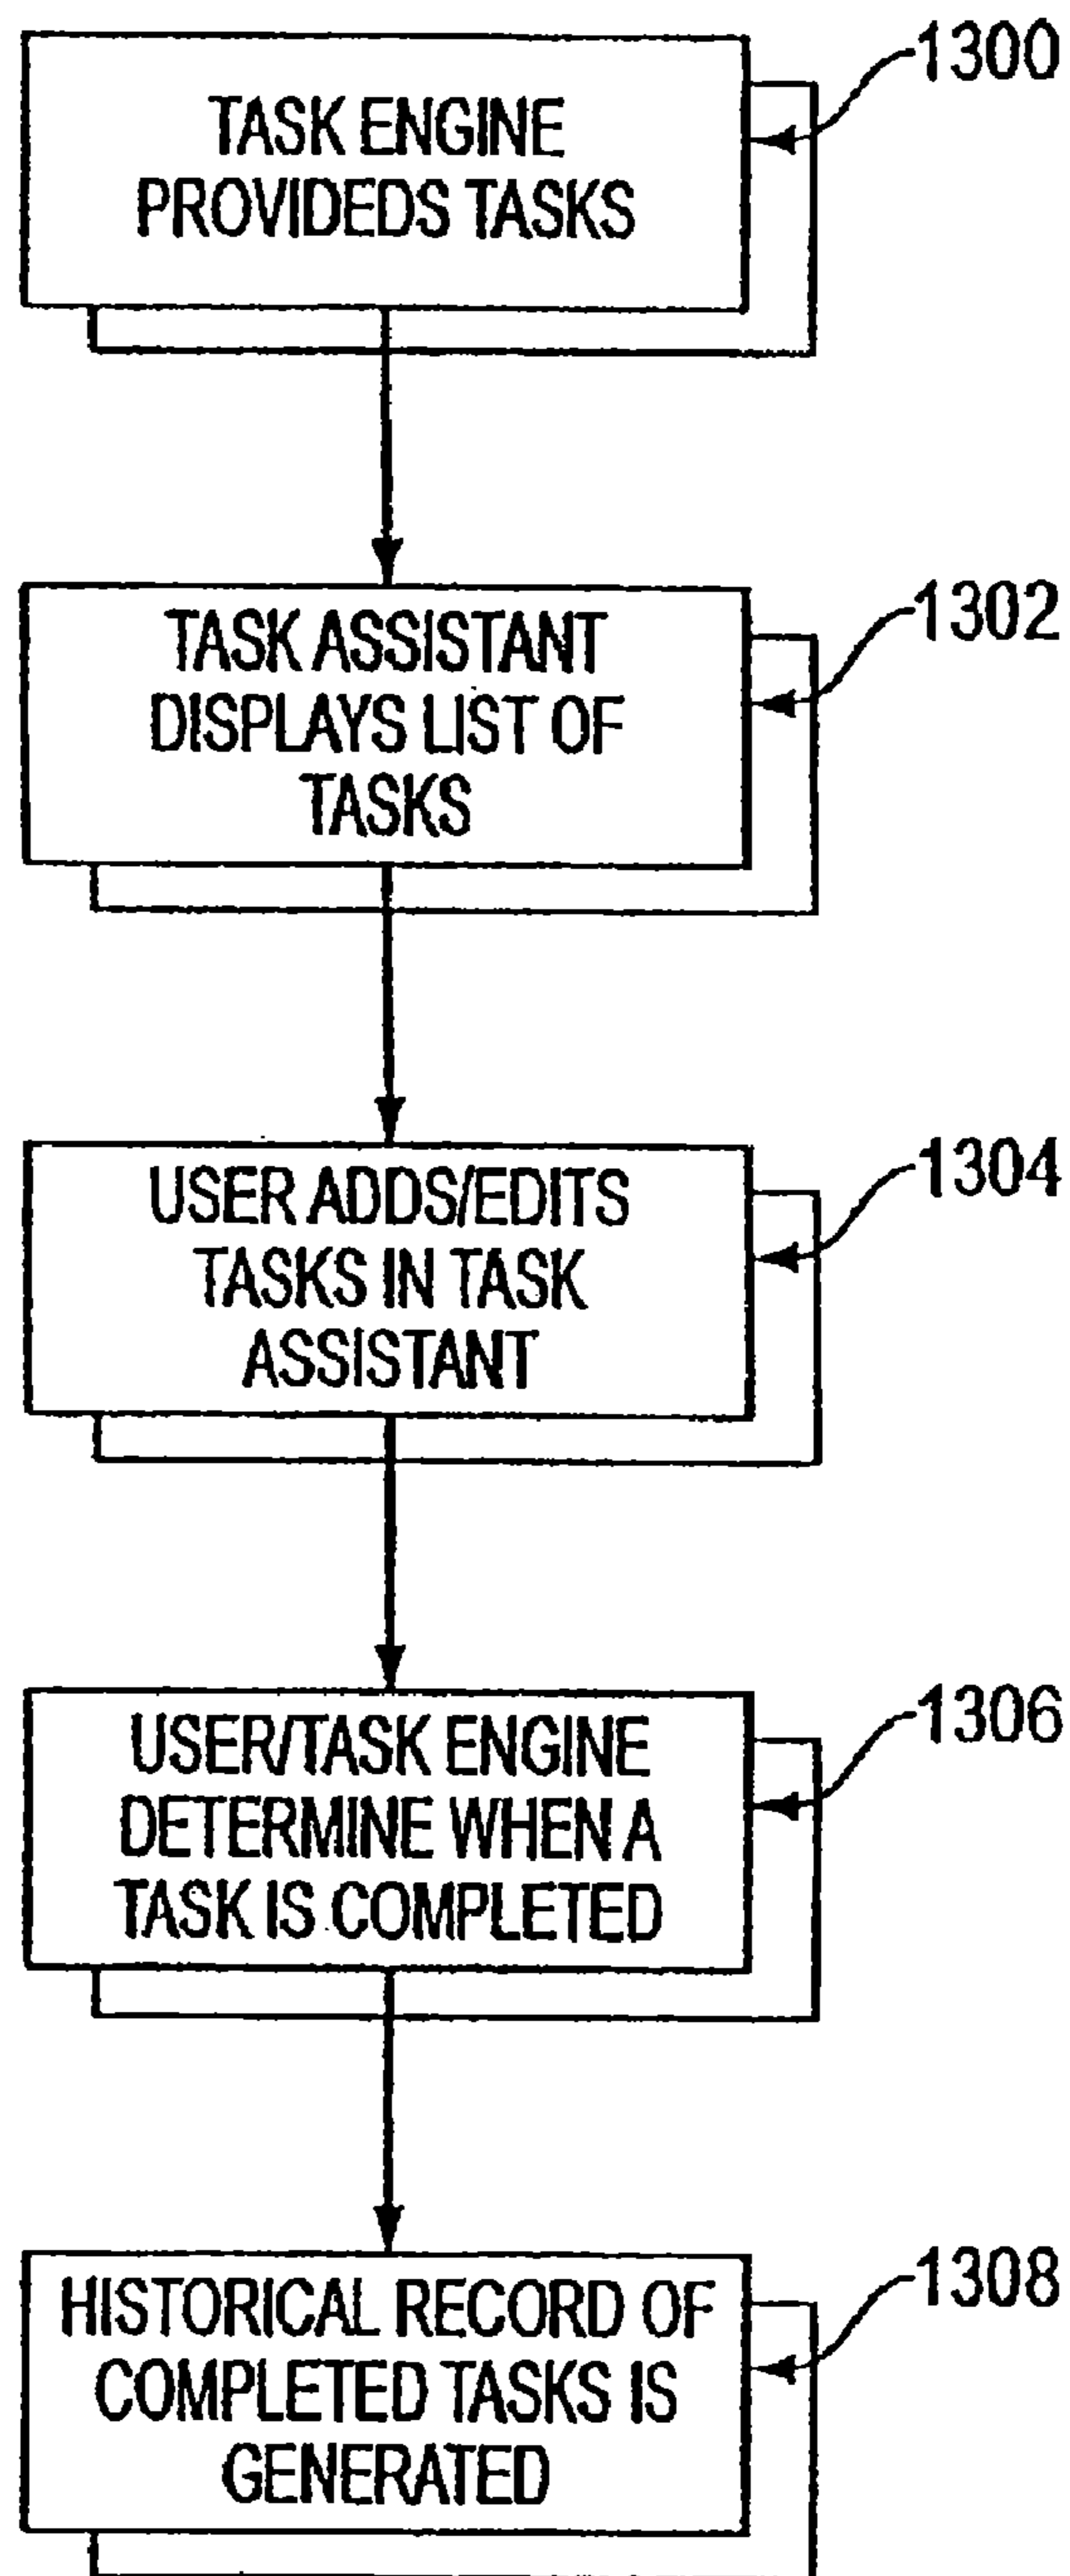 1300
TASK ENGINE
PROVIDEDS TASKS
1302
TASK ASSISTANT
DISPLAYS LIST OF
TASKS
1304
USER ADDS/EDITS
TASKS IN TASK
ASSISTANT
1306
USER/TASK ENGINE
DETERMINE WHEN A
TASK IS COMPLETED
1308
HISTORICAL RECORD OF
COMPLETED TASKS IS
GENERATED